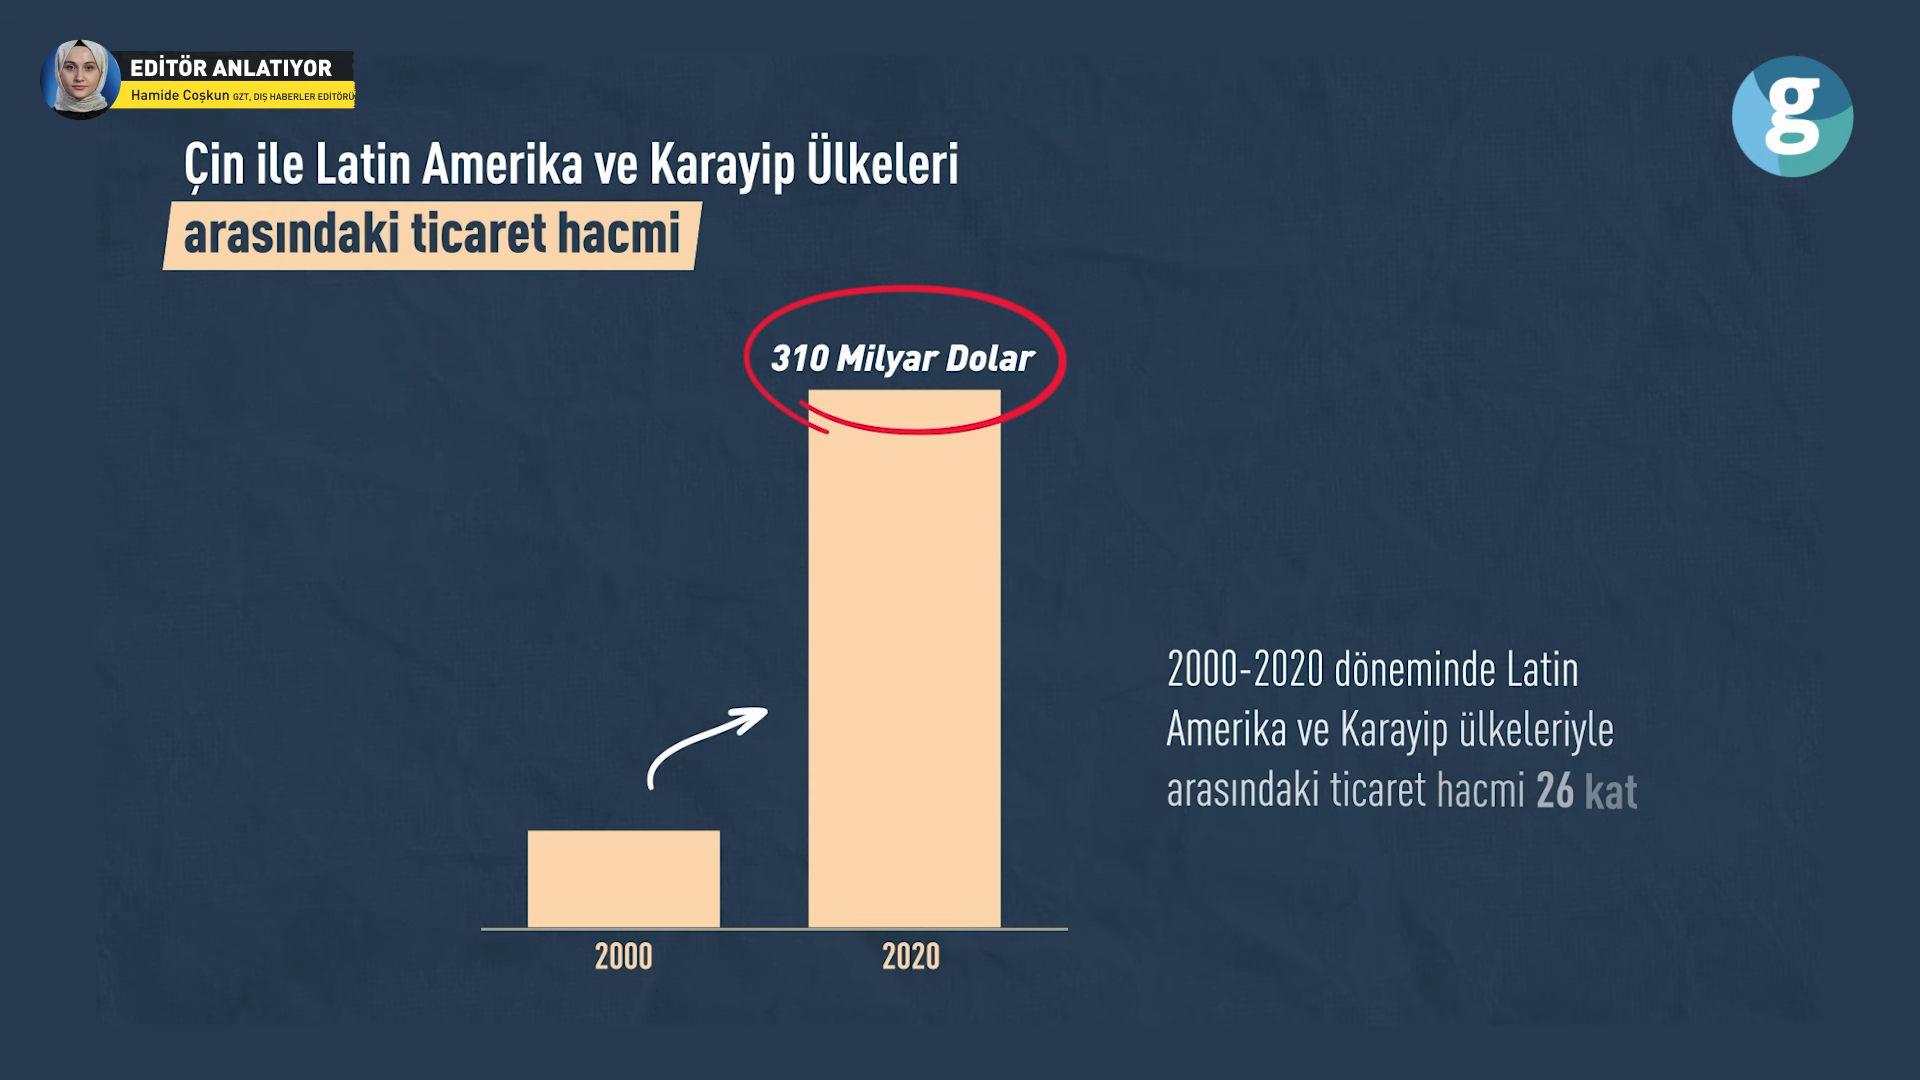 EDİTÖR ANLATIYOR
Hamide Coşkun GZT, DIŞ HABERLER EDİTÖRÜ
g
Çin ile Latin Amerika ve Karayip Ülkeleri
arasındaki ticaret hacmi
310 Milyar Dolar
2000-2020 döneminde Latin
Amerika ve Karayip ülkeleriyle
arasındaki ticaret hacmi 26 kat
2000
2020